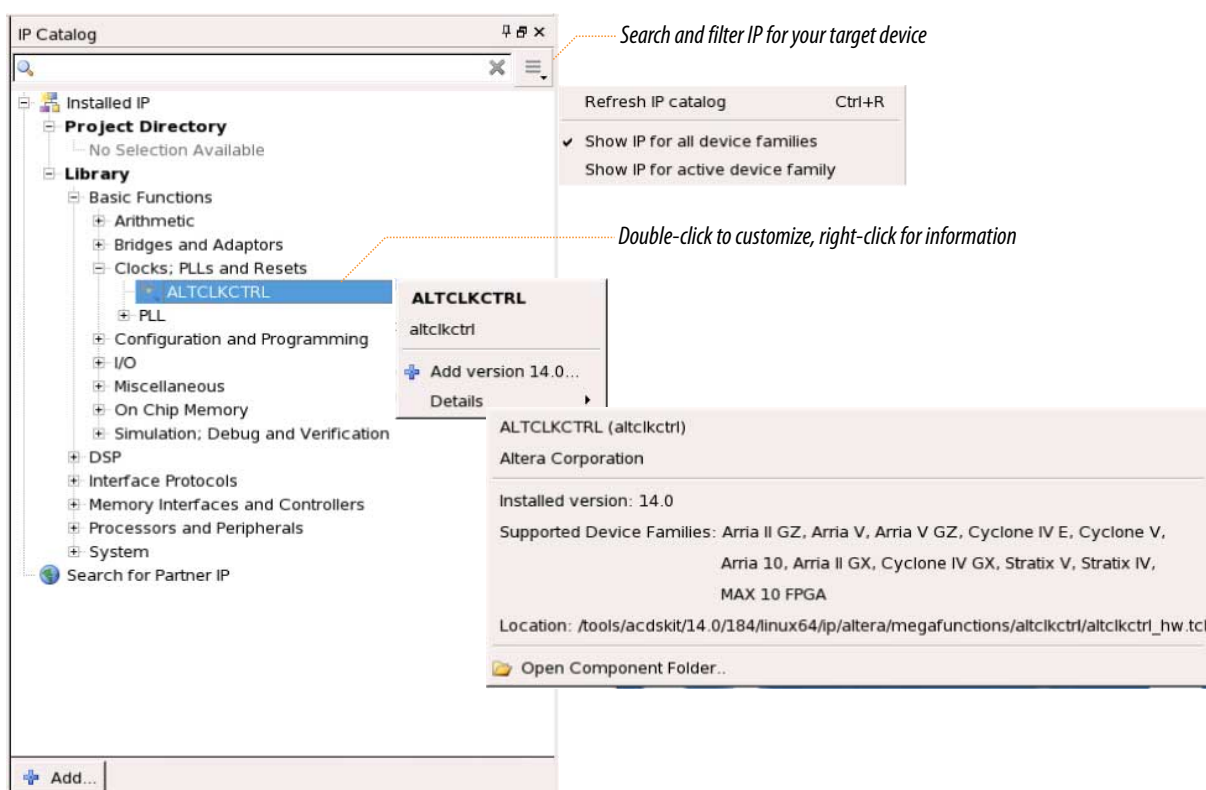 IP Catalog
Search and filter IP for your target device
Installed IP
Project Directory
No Selection Available
Library
Basic Functions
Arithmetic
Bridges and Adaptors
Clocks; PLLs and Resets
ALTCLKCTRL
PLL
Configuration and Programming
I/O
Miscellaneous
On Chip Memory
Simulation; Debug and Verification
DSP
Interface Protocols
Memory Interfaces and Controllers
Processors and Peripherals
System
Search for Partner IP
Add...
Refresh IP catalog Ctrl+R
Show IP for all device families
Show IP for active device family
Double-click to customize, right-click for information
ALTCLKCTRL
altclkctrl
Add version 14.0...
Details
ALTCLKCTRL (altclkctrl)
Altera Corporation
Installed version: 14.0
Supported Device Families: Arria II GZ, Arria V, Arria V GZ, Cyclone IV E, Cyclone V,
Arria 10, Arria II GX, Cyclone IV GX, Stratix V, Stratix IV,
MAX 10 FPGA
Location: /tools/acdskit/14.0/184/linux64/ip/altera/megafunctions/altclkctrl/altclkctrl_hw.tcl
Open Component Folder..